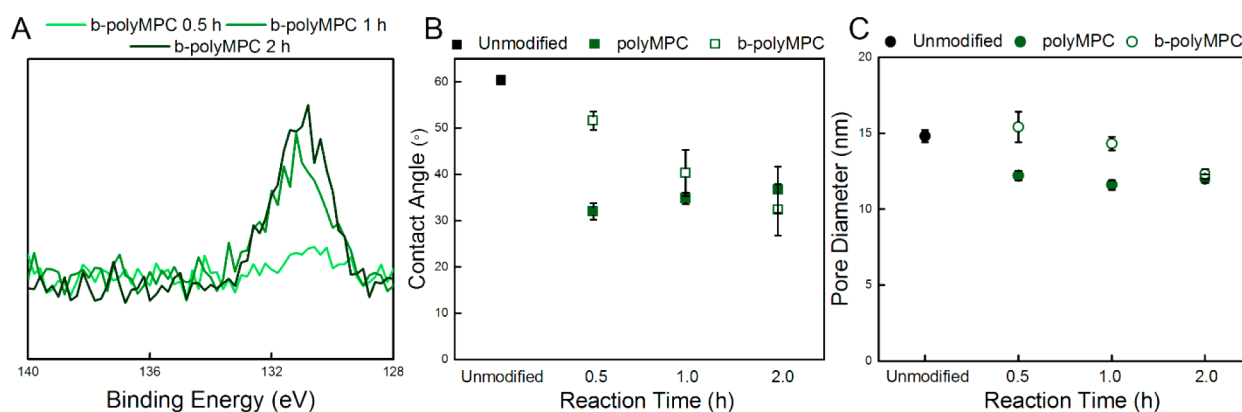 A
b-polyMPC 0.5 h b-polyMPC 1 h
b-polyMPC 2 h
140 136 132 128
Binding Energy (eV)
B
Unmodified polyMPC b-polyMPC
Contact Angle (°)
60
50
40
30
20
10
0
Unmodified 0.5 1.0 2.0
Reaction Time (h)
C
Unmodified polyMPC b-polyMPC
Pore Diameter (nm)
20
15
10
5
0
Unmodified 0.5 1.0 2.0
Reaction Time (h)